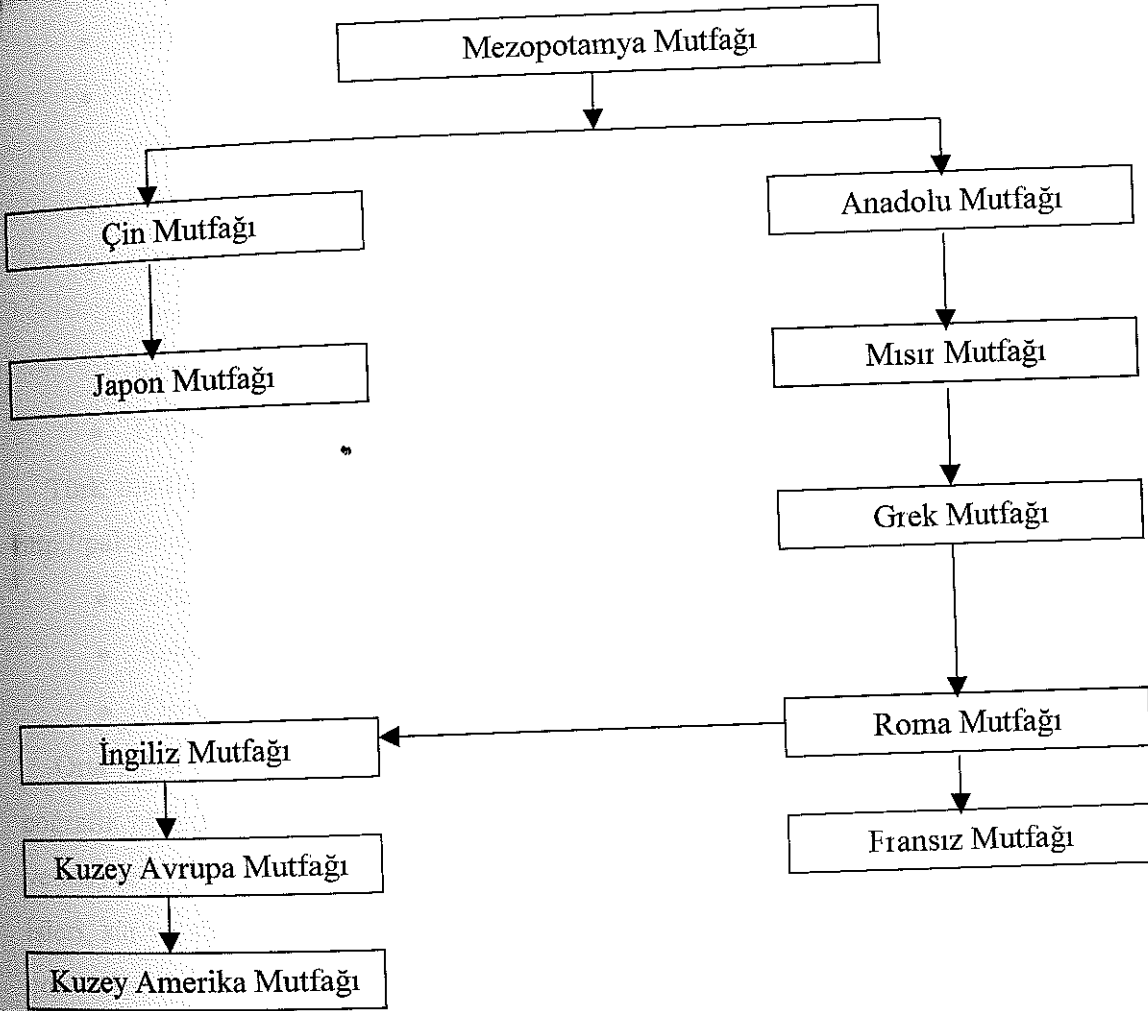 Mezopotamya Mutfağı
Çin Mutfağı
Anadolu Mutfağı
Japon Mutfağı
Mısır Mutfağı
Grek Mutfağı
Roma Mutfağı
İngiliz Mutfağı
Fransız Mutfağı
Kuzey Avrupa Mutfağı
Kuzey Amerika Mutfağı